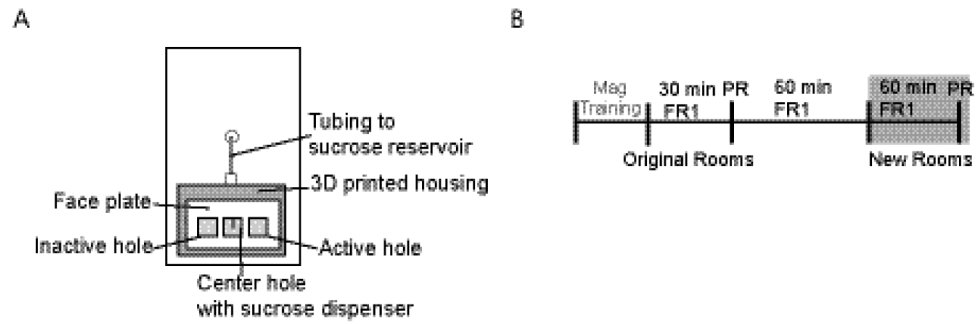 A
Tubing to
sucrose reservoir
3D printed housing
Face plate
Inactive hole
Active hole
Center hole
with sucrose dispenser
B
Mag
Training
30 min
FR1
PR
60 min
FR1
60 min
FR1
PR
Original Rooms
New Rooms